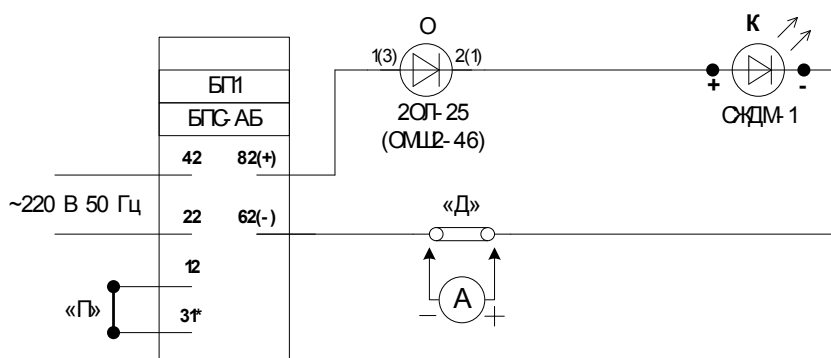 О
К
1(3)
2(1)
БП1
+
-
БПС-АБ
2ОЛ-25
СЖДМ-1
(ОМШ2-46)
42
82(+)
~220 В 50 Гц
22
62(-)
«Д»
12
А
−
+
«П»
31*